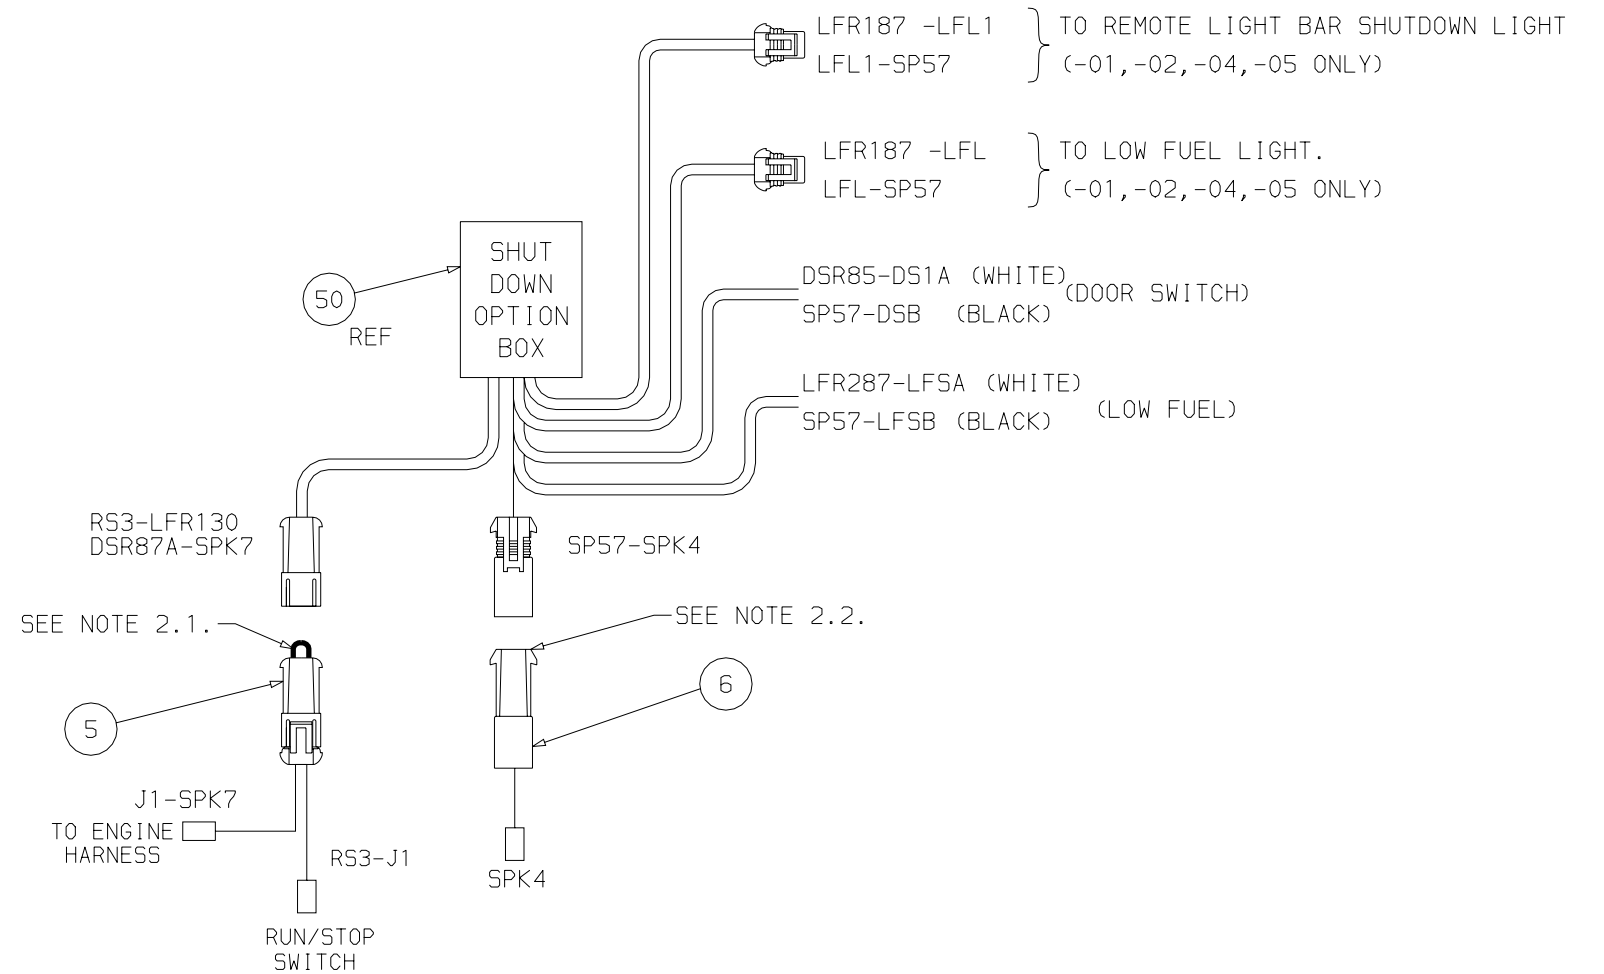 LFR187 -LFL1
LFL1-SP57
TO REMOTE LIGHT BAR SHUTDOWN LIGHT
(-01,-02,-04,-05 ONLY)
LFR187 -LFL
LFL-SP57
TO LOW FUEL LIGHT.
(-01,-02,-04,-05 ONLY)
SHUT
DOWN
OPTION
BOX
50
REF
DSR85-DS1A (WHITE)
SP57-DSB (BLACK)
(DOOR SWITCH)
LFR287-LFSA (WHITE)
SP57-LFSB (BLACK)
(LOW FUEL)
RS3-LFR130
DSR87A-SPK7
SP57-SPK4
SEE NOTE 2.1.
SEE NOTE 2.2.
5
6
J1-SPK7
TO ENGINE
HARNESS
RS3-J1
SPK4
RUN/STOP
SWITCH